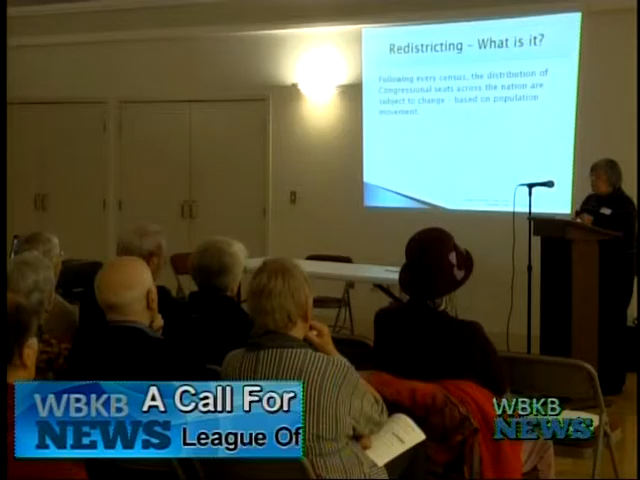 Redistricting – What is it?
Following every census, the distribution of
Congressional seats across the nation are
subject to change - based on population
movement.
WBKB
NEWS
A Call For
League Of
WBKB
NEWS